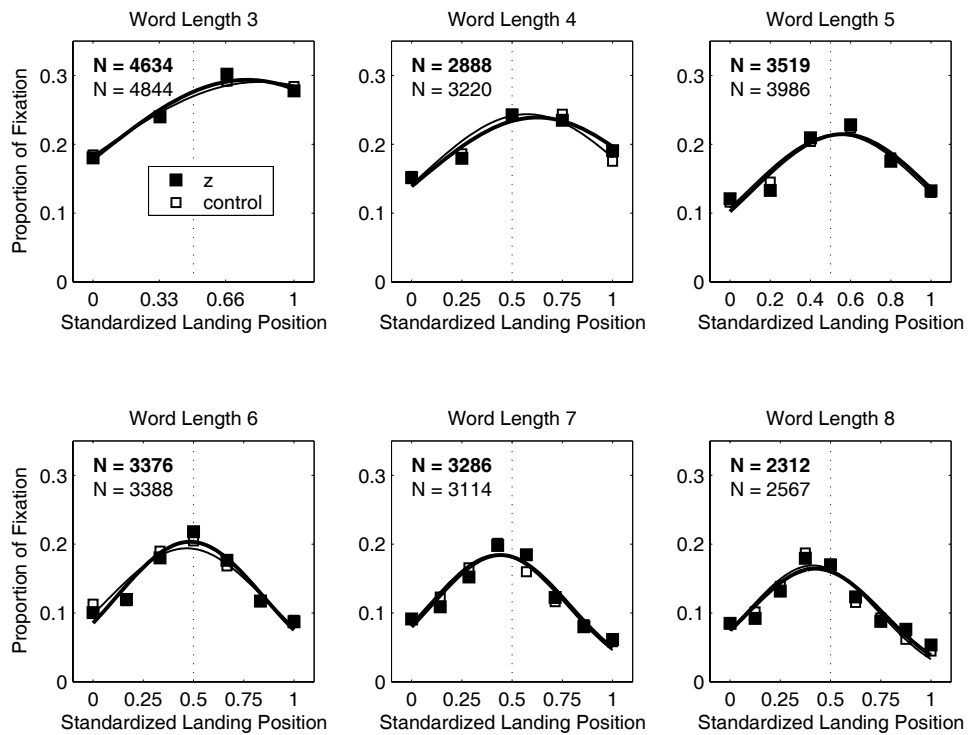 Word Length 3
Word Length 4
Word Length 5
Proportion of Fixation
0.3
0.2
0.1
0
N = 4634
N = 4844
z
control
0 0.33 0.66 1
Standardized Landing Position
0.3
0.2
0.1
0
N = 2888
N = 3220
0 0.25 0.5 0.75 1
Standardized Landing Position
0.3
0.2
0.1
0
N = 3519
N = 3986
0 0.2 0.4 0.6 0.8 1
Standardized Landing Position
Word Length 6
Word Length 7
Word Length 8
Proportion of Fixation
0.3
0.2
0.1
0
N = 3376
N = 3388
0 0.25 0.5 0.75 1
Standardized Landing Position
0.3
0.2
0.1
0
N = 3286
N = 3114
0 0.25 0.5 0.75 1
Standardized Landing Position
0.3
0.2
0.1
0
N = 2312
N = 2567
0 0.25 0.5 0.75 1
Standardized Landing Position